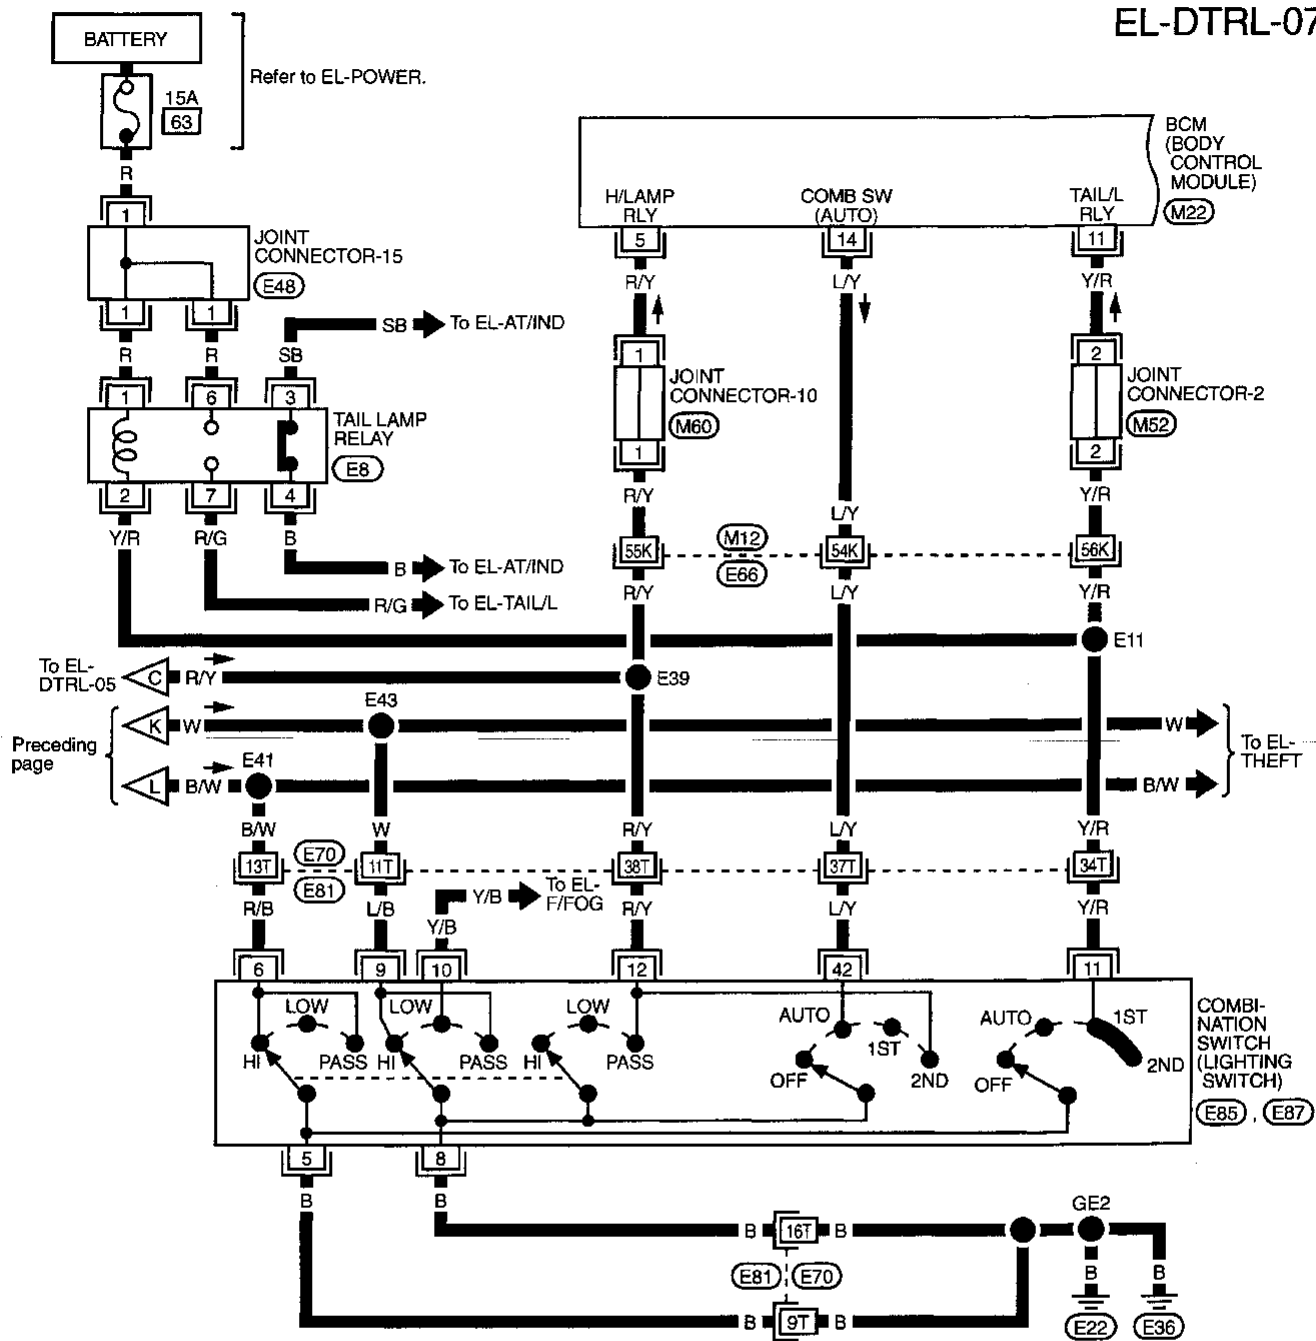 EL-DTRL-07
BATTERY
Refer to EL-POWER.
15A
63
R
1
JOINT
CONNECTOR-15
E48
1 1
R R SB
SB To EL-AT/IND
1 6 3
TAIL LAMP
RELAY
E8
2 7 4
Y/R R/G B
B To EL-AT/IND
R/G To EL-TAIL/L
BCM
(BODY
CONTROL
MODULE)
M22
H/LAMP
RLY
COMB SW
(AUTO)
TAIL/L
RLY
5 14 11
R/Y L/Y Y/R
1
JOINT
CONNECTOR-10
M60
1
2
JOINT
CONNECTOR-2
M52
2
R/Y L/Y Y/R
55K M12 54K 56K
E66
R/Y L/Y Y/R
E11
To EL-
DTRL-05
C R/Y E39
E43
Preceding
page
K W W
E41
L B/W B/W
To EL-
THEFT
B/W W R/Y L/Y Y/R
13T E70 11T 38T 37T 34T
E81
R/B L/B Y/B Y/B To EL-
F/FOG
R/Y L/Y Y/R
6 9 10 12 42 11
LOW LOW LOW AUTO 1ST 2ND OFF AUTO 1ST 2ND OFF
HI PASS HI PASS HI PASS
COMBI-
NATION
SWITCH
(LIGHTING
SWITCH)
E85 , E87
5 8
B B
B 16T B
GE2
E81 E70
B B
B 9T B
E22 E36